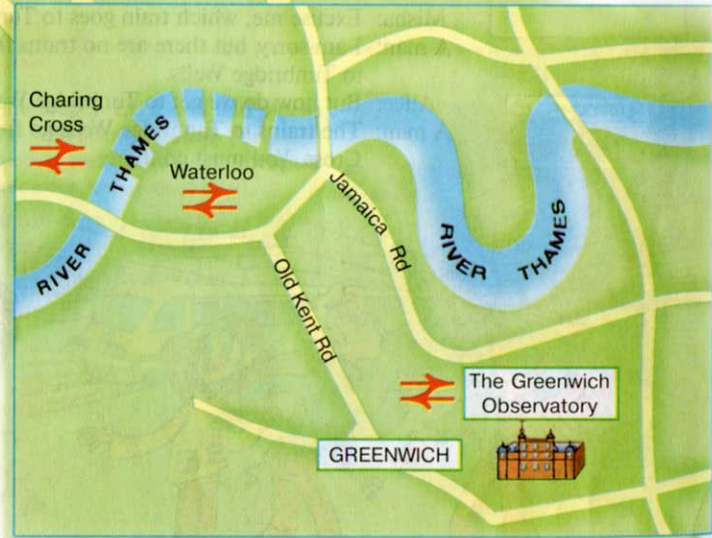 Charing
Cross
RIVER THAMES
Waterloo
Jamaica Rd
RIVER THAMES
Old Kent Rd
The Greenwich
Observatory
GREENWICH